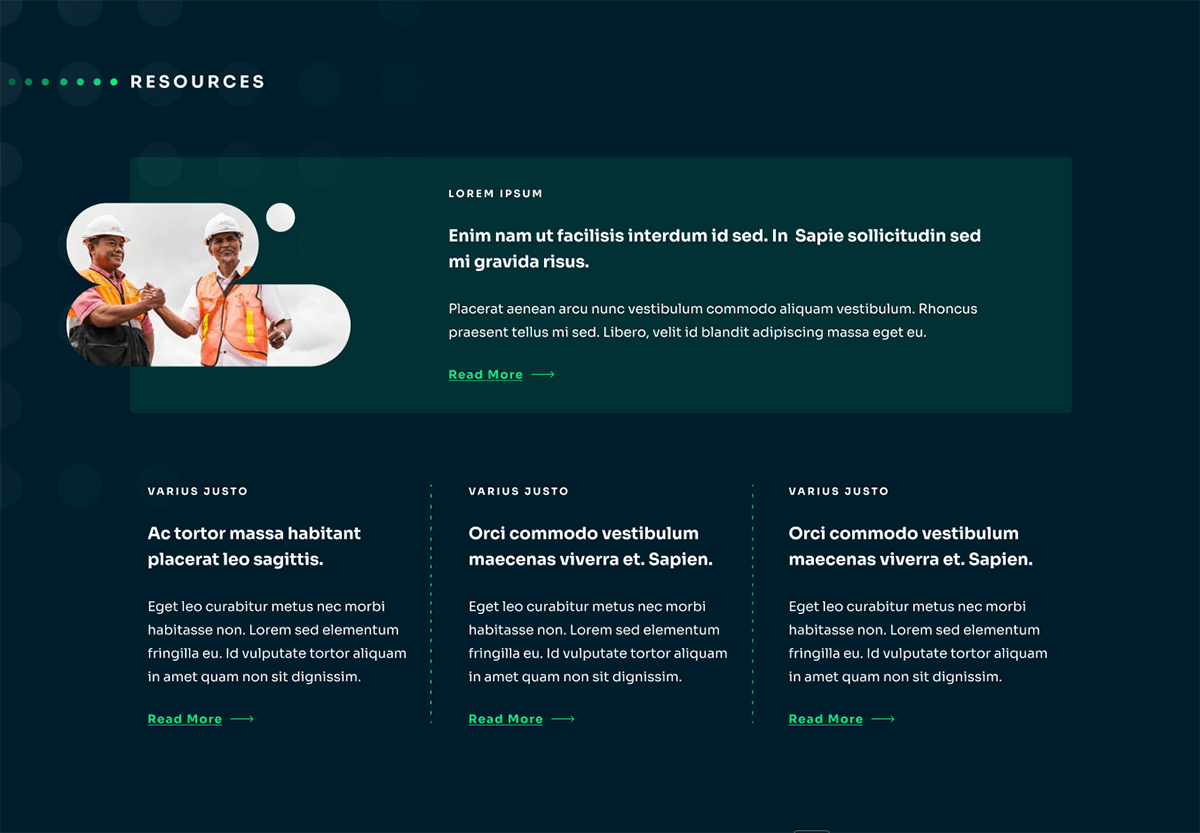 RESOURCES
LOREM IPSUM
Enim nam ut facilisis interdum id sed. In  Sapie sollicitudin sed
mi gravida risus.
Placerat aenean arcu nunc vestibulum commodo aliquam vestibulum. Rhoncus
praesent tellus mi sed. Libero, velit id blandit adipiscing massa eget eu.
Read More
VARIUS JUSTO
Ac tortor massa habitant
placerat leo sagittis.
Eget leo curabitur metus nec morbi
habitasse non. Lorem sed elementum
fringilla eu. Id vulputate tortor aliquam
in amet quam non sit dignissim.
Read More
VARIUS JUSTO
Orci commodo vestibulum
maecenas viverra et. Sapien.
Eget leo curabitur metus nec morbi
habitasse non. Lorem sed elementum
fringilla eu. Id vulputate tortor aliquam
in amet quam non sit dignissim.
Read More
VARIUS JUSTO
Orci commodo vestibulum
maecenas viverra et. Sapien.
Eget leo curabitur metus nec morbi
habitasse non. Lorem sed elementum
fringilla eu. Id vulputate tortor aliquam
in amet quam non sit dignissim.
Read More